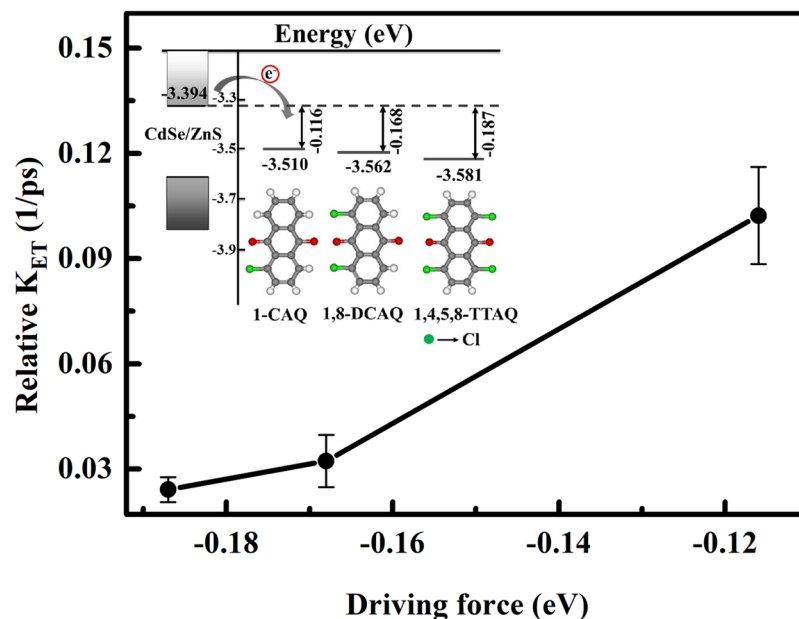 Energy (eV)
-3.394
e-
-3.3
CdSe/ZnS
-3.5
-3.7
-3.9
-0.116
-0.168
-0.187
-3.510
-3.562
-3.581
1-CAQ
1,8-DCAQ
1,4,5,8-TTAQ
Cl
0.15
0.12
0.09
0.06
0.03
Relative K_ET (1/ps)
-0.18
-0.16
-0.14
-0.12
Driving force (eV)